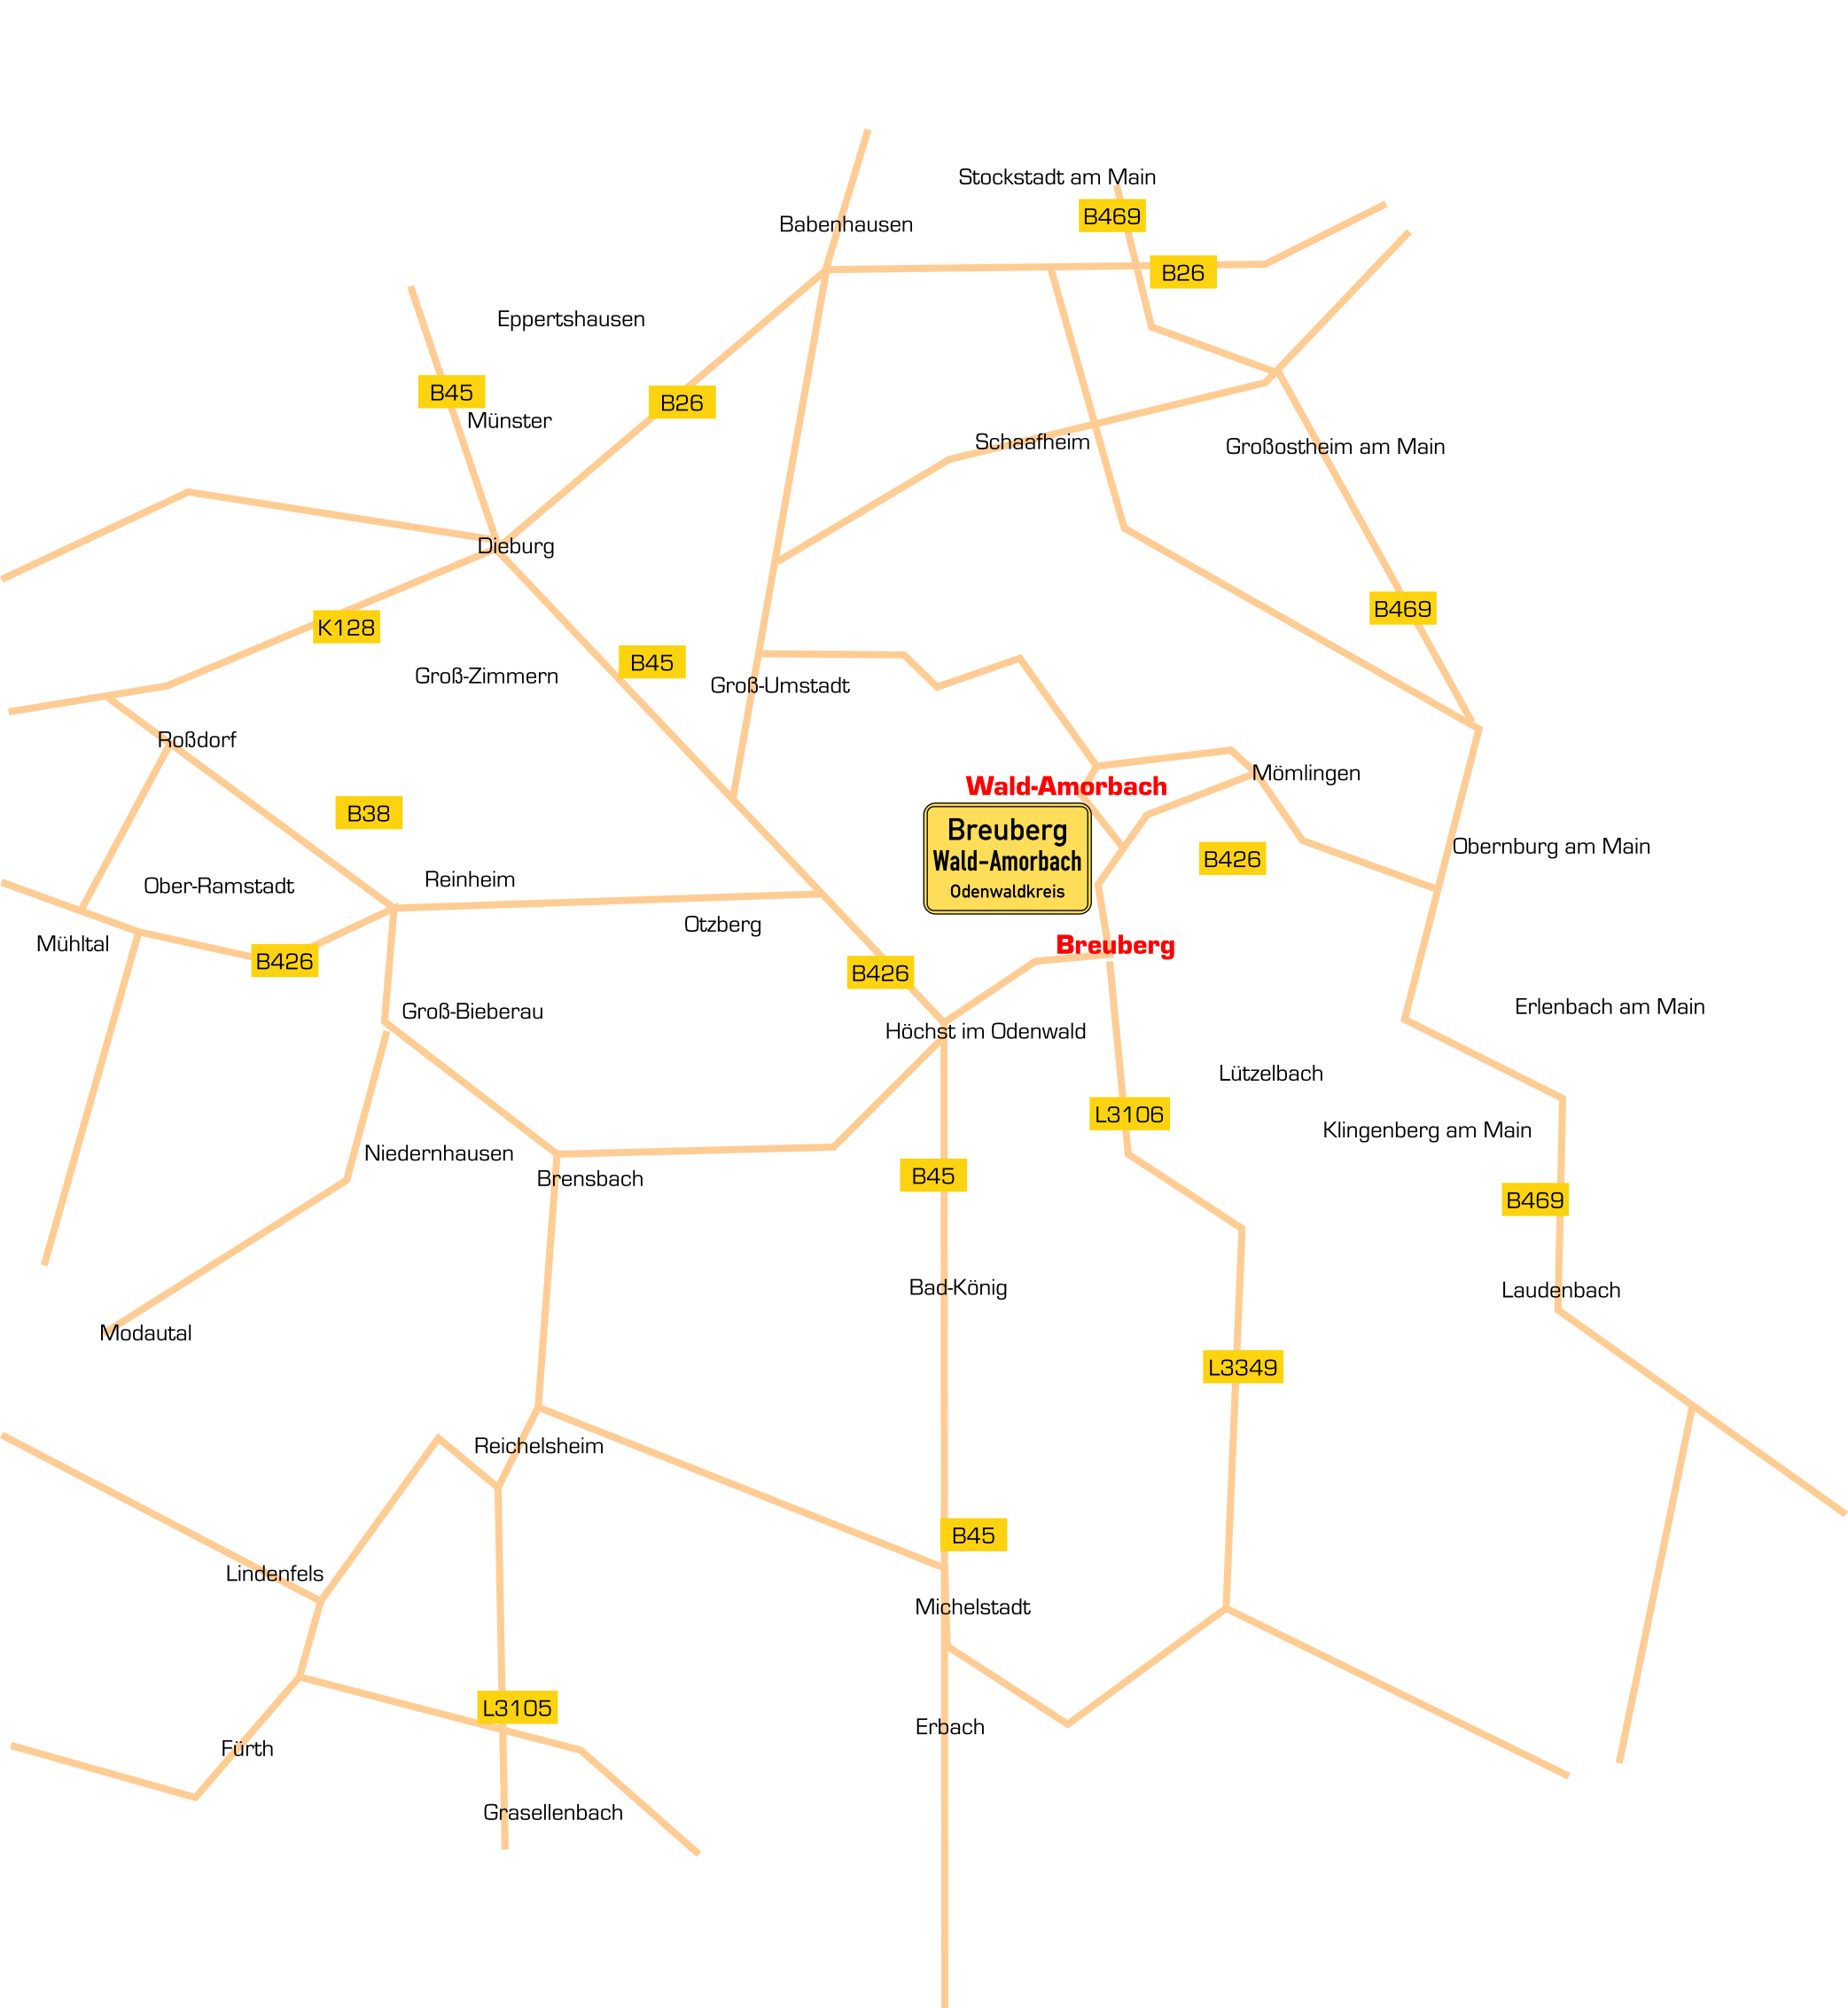 Stockstadt am Main
B469
Babenhausen
B26
Eppertshausen
B45
B26
Münster
Schaafheim
Großostheim am Main
Dieburg
B469
K128
B45
Groß-Zimmern
Groß-Umstadt
Roßdorf
Mömlingen
Wald-Amorbach
B38
Breuberg
Wald-Amorbach
Odenwaldkreis
Obernburg am Main
B426
Reinheim
Ober-Ramstadt
Otzberg
Mühltal
Breuberg
B426
B426
Erlenbach am Main
Groß-Bieberau
Höchst im Odenwald
Lützelbach
L3106
Klingenberg am Main
Niedernhausen
Brensbach
B45
B469
Bad-König
Laudenbach
Modautal
L3349
Reichelsheim
B45
Lindenfels
Michelstadt
L3105
Erbach
Fürth
Grasellenbach